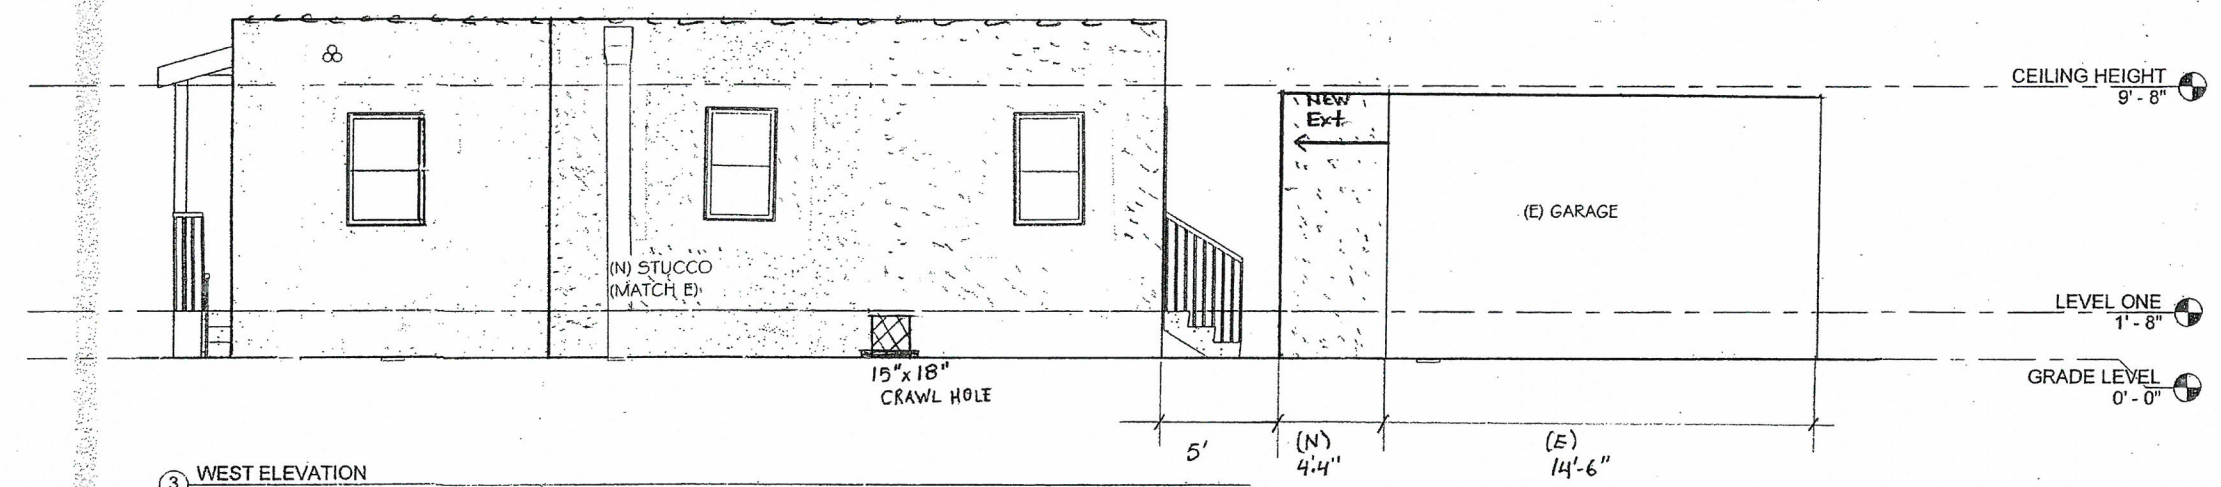 CEILING HEIGHT
9' - 8"
NEW
Ext
(E) GARAGE
(N) STUCCO
(MATCH E)
LEVEL ONE
1' - 8"
15"x18"
CRAWL HOLE
GRADE LEVEL
0' - 0"
5'
(N)
4'-4"
(E)
14'-6"
3
WEST ELEVATION